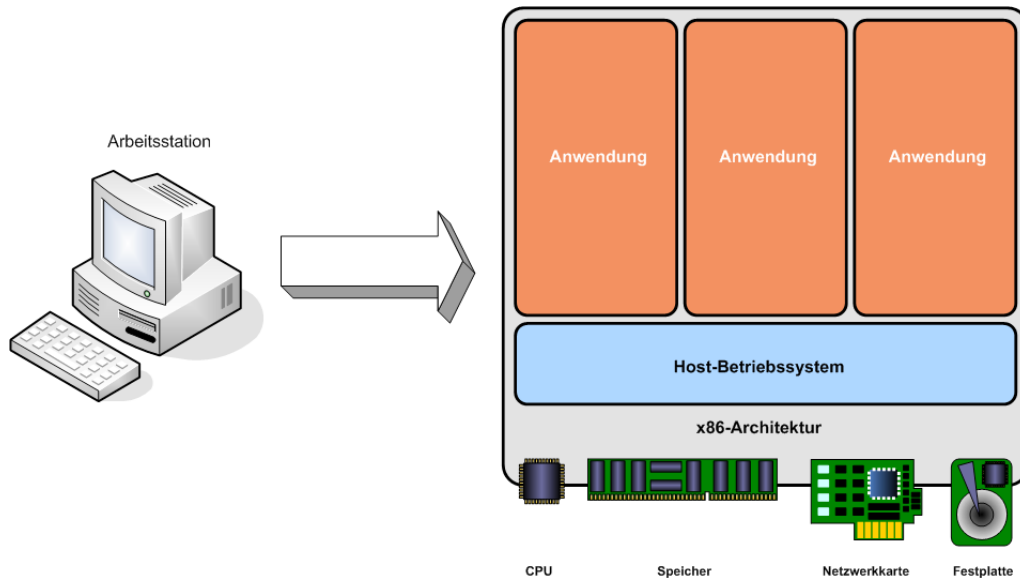 Arbeitsstation
Anwendung
Anwendung
Anwendung
Host-Betriebssystem
x86-Architektur
CPU
Speicher
Netzwerkkarte
Festplatte